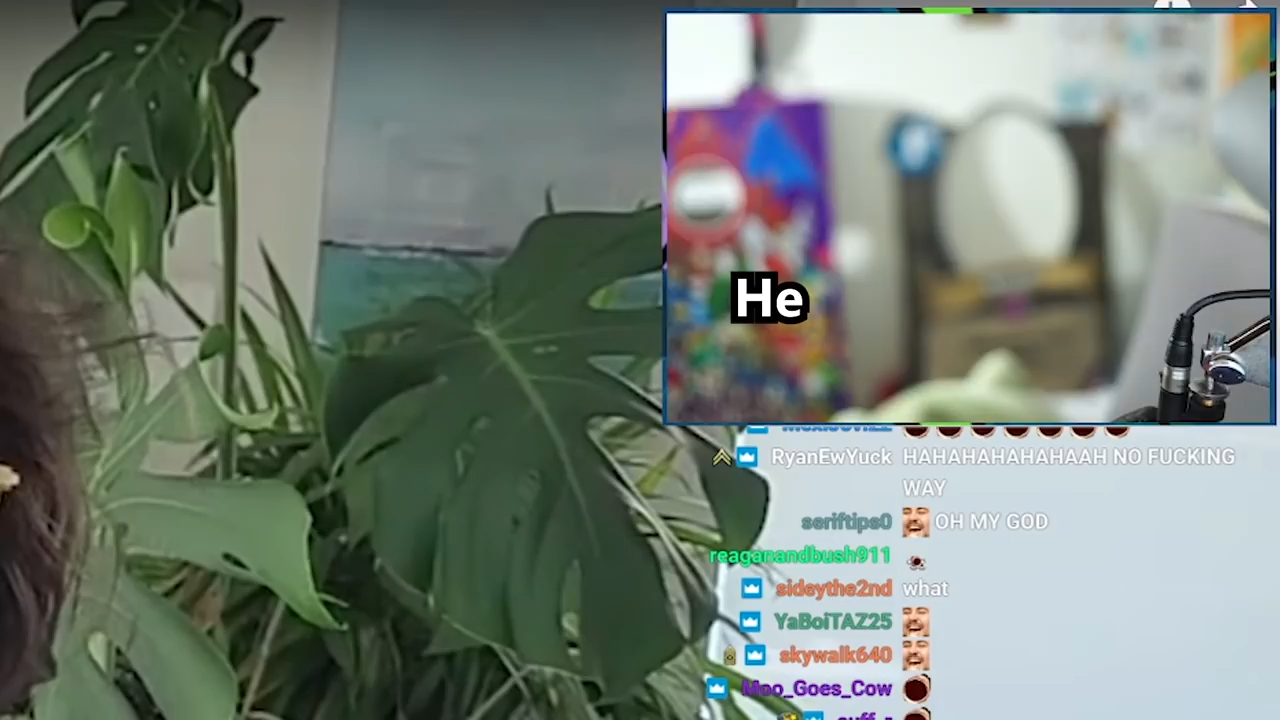 He
RyanEwYuck HAHAHAHAHAHAAH NO FUCKING
WAY
seriftips0 OH MY GOD
reaganandbush911
sideythe2nd what
YaBoiTAZ25
skywalk640
Moo_Goes_Cow